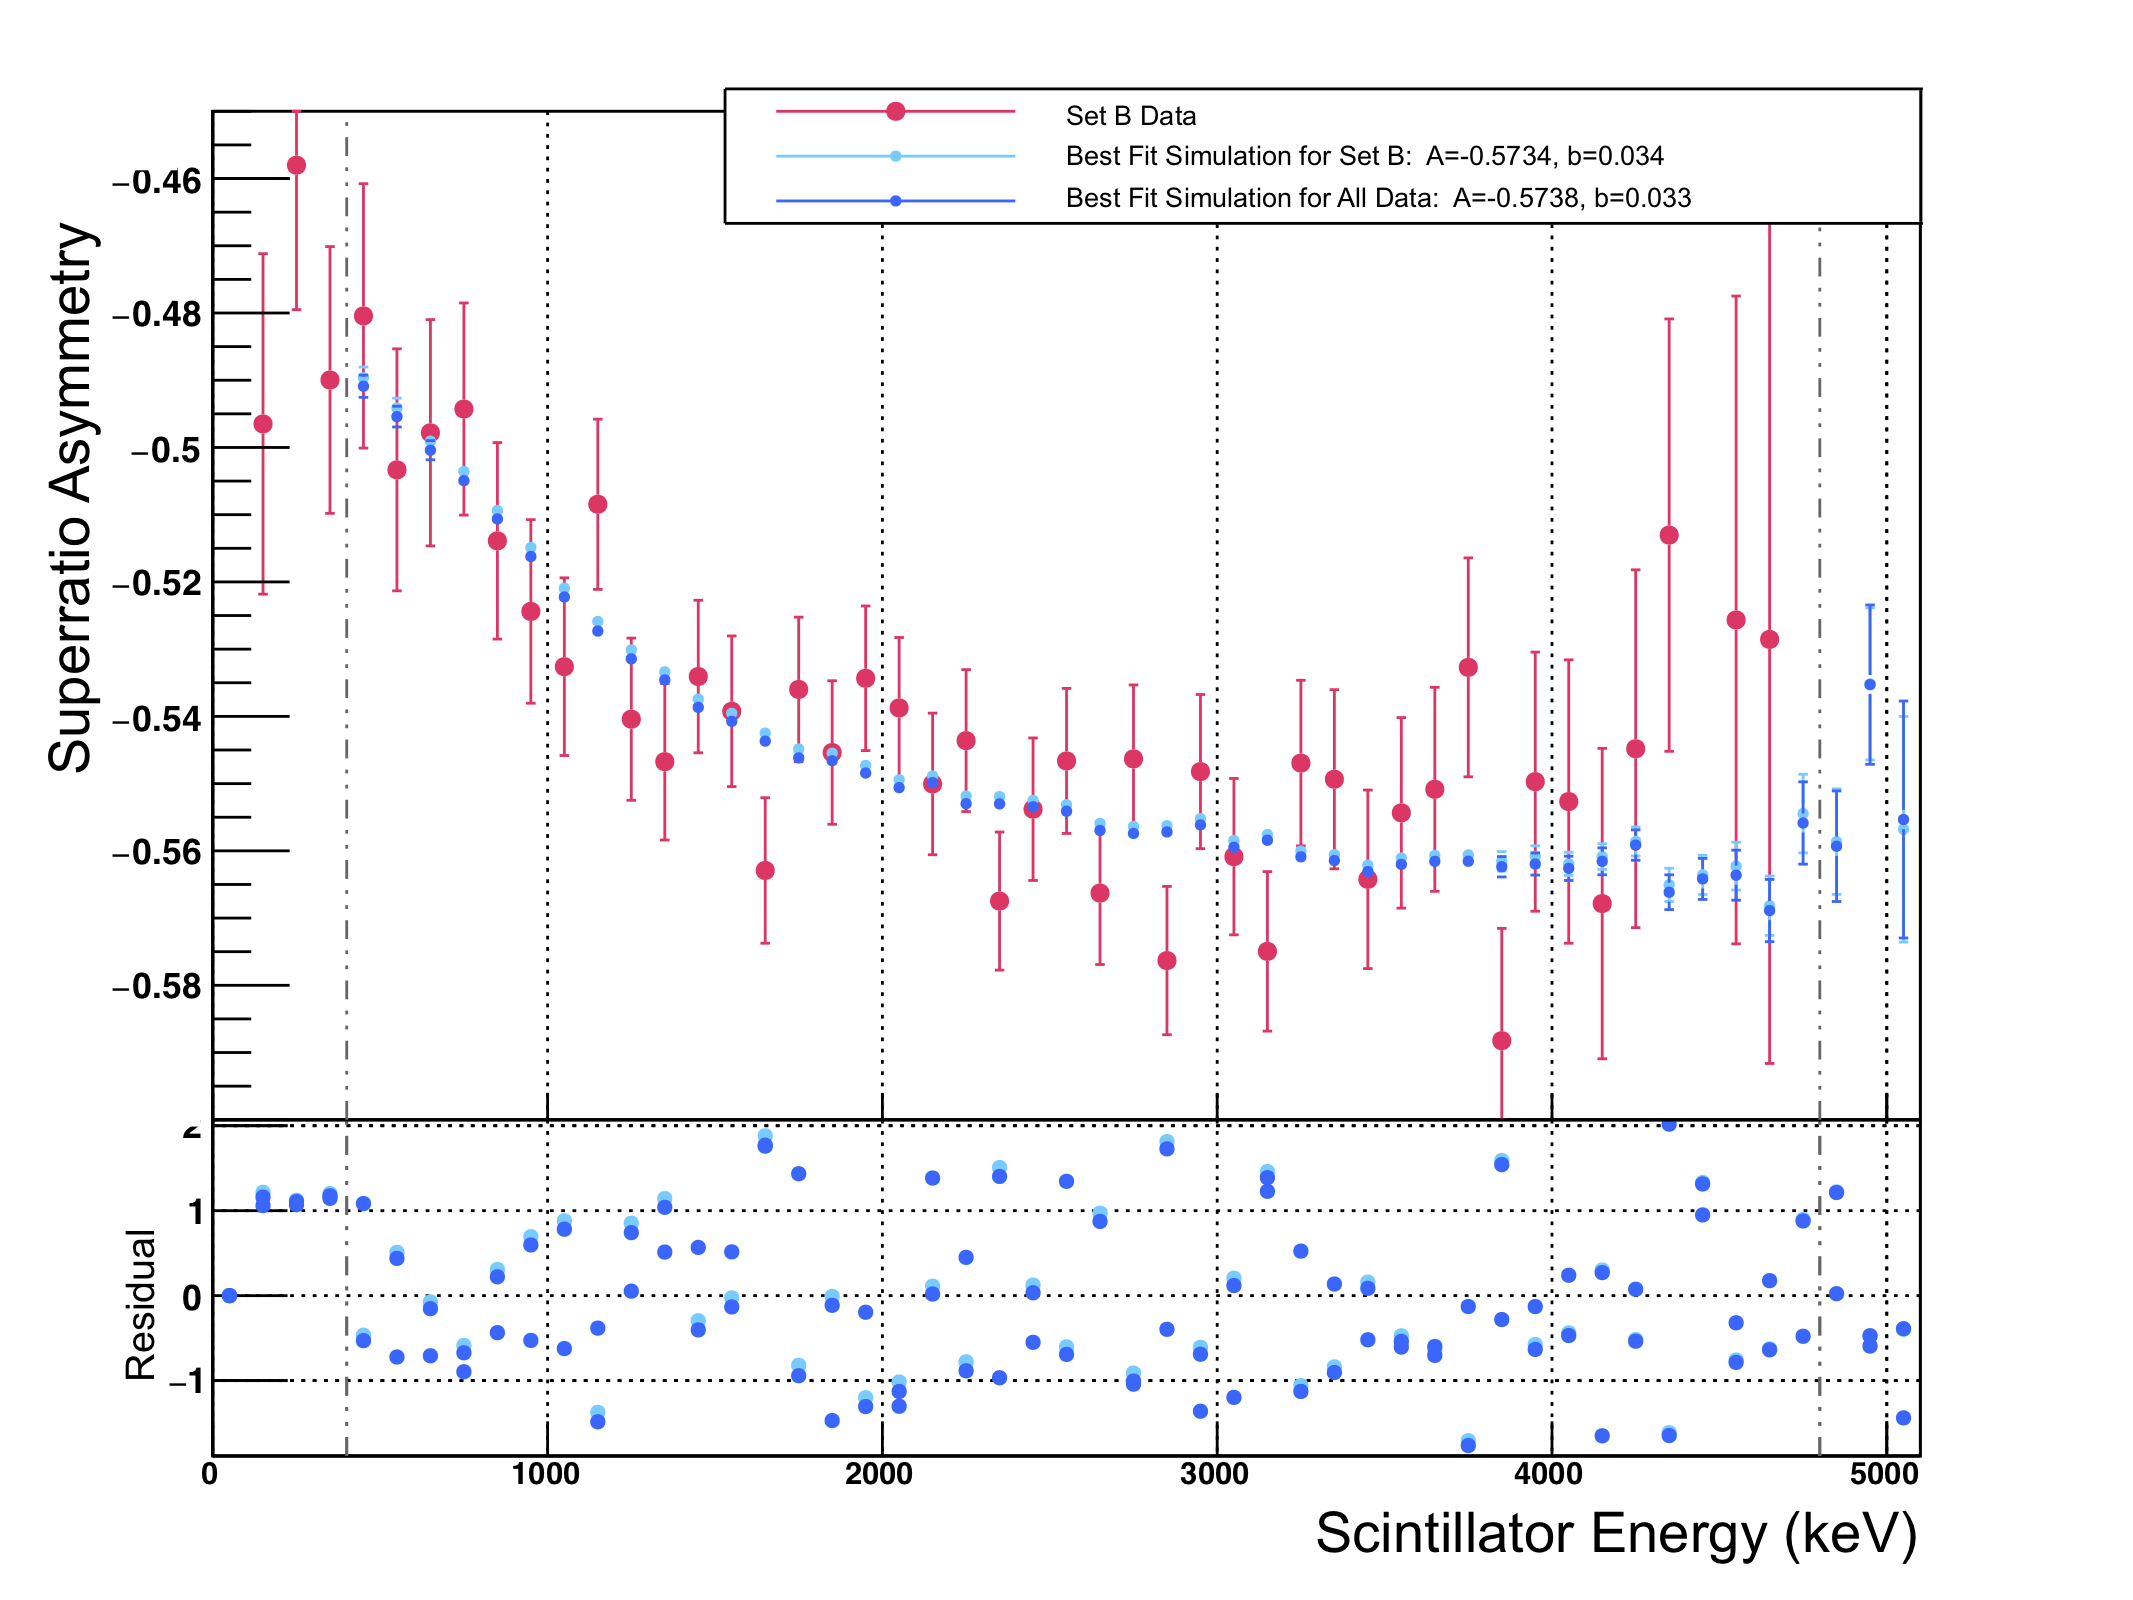 Set B Data
Best Fit Simulation for Set B: A=-0.5734, b=0.034
Best Fit Simulation for All Data: A=-0.5738, b=0.033
Superratio Asymmetry
−0.46
−0.48
−0.5
−0.52
−0.54
−0.56
−0.58
Residual
2
1
0
−1
0 1000 2000 3000 4000 5000
Scintillator Energy (keV)